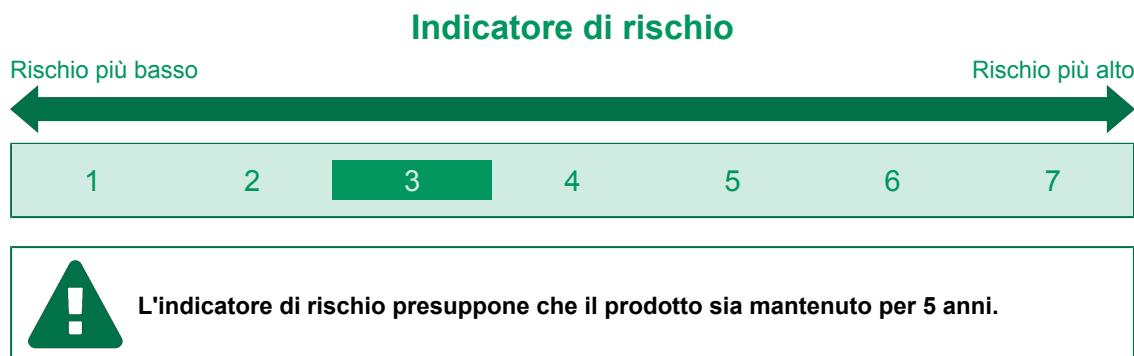 Indicatore di rischio
Rischio più basso Rischio più alto
1 2 3 4 5 6 7
L'indicatore di rischio presuppone che il prodotto sia mantenuto per 5 anni.